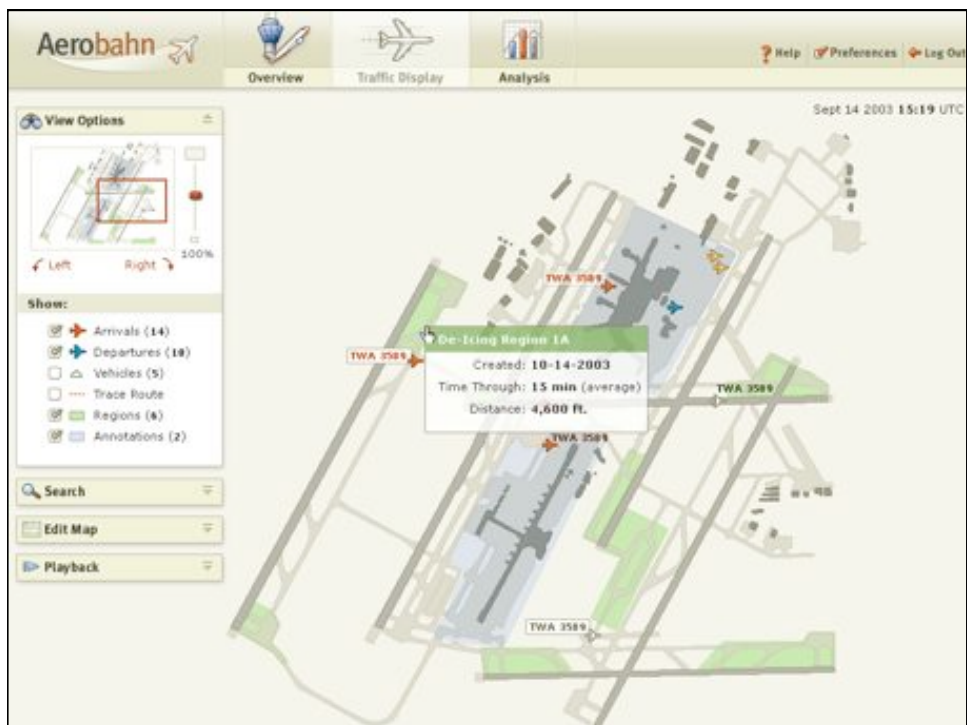 Aerobahn
Overview
Traffic Display
Analysis
Help
Preferences
Log Out
Sept 14 2003 15:19 UTC
View Options
100%
Left
Right
Show:
Arrivals (14)
Departures (10)
Vehicles (5)
Trace Route
Regions (6)
Annotations (2)
Search
Edit Map
Playback
TWA 3589
TWA 3589
De-Icing Region 1A
Created: 10-14-2003
Time Through: 15 min (average)
Distance: 4,600 ft.
TWA 3589
TWA 3589
TWA 3589